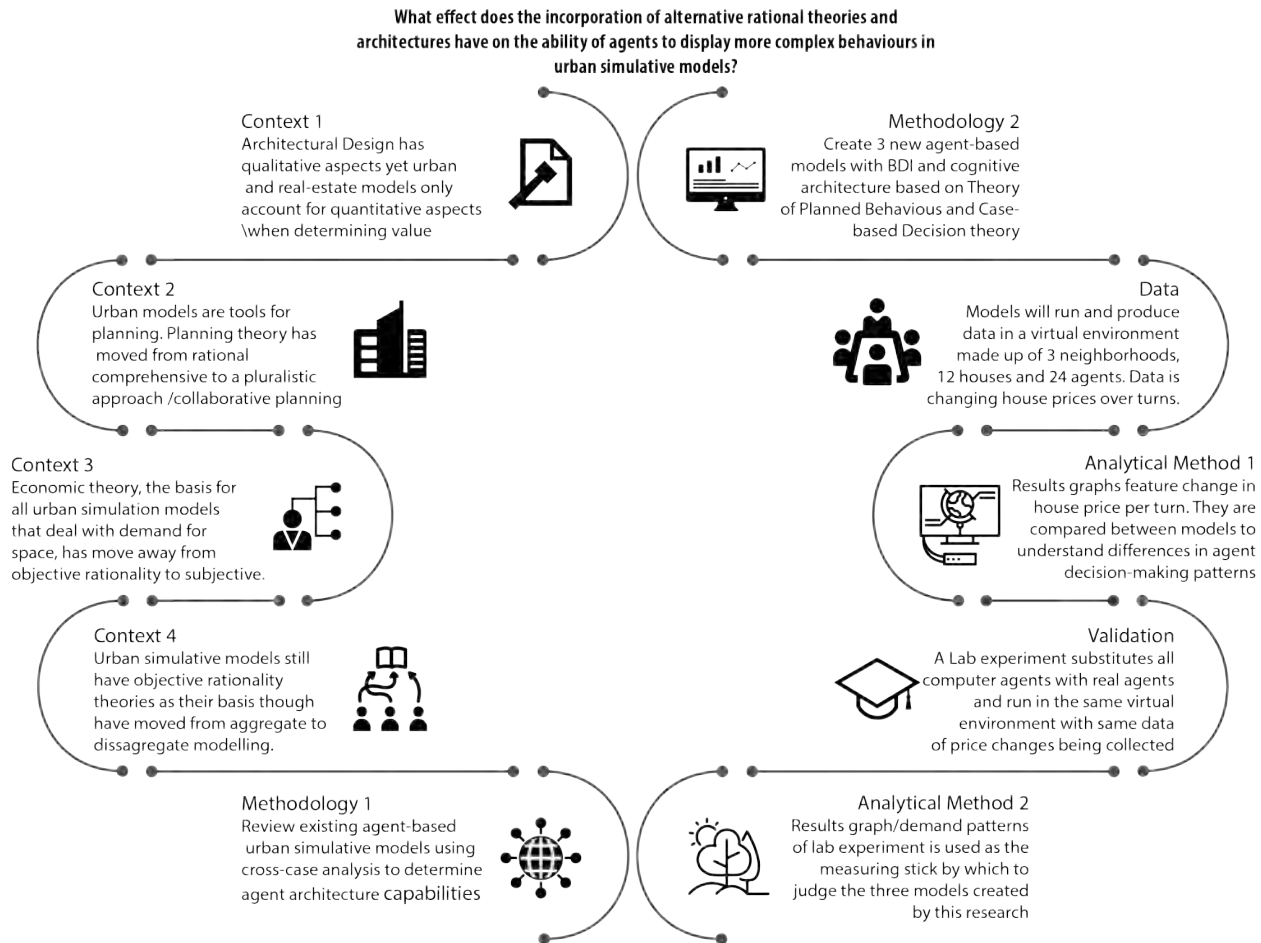 What effect does the incorporation of alternative rational theories and
architectures have on the ability of agents to display more complex behaviours in
urban simulative models?
Context 1
Architectural Design has
qualitative aspects yet urban
and real-estate models only
account for quantitative aspects
\when determining value
Context 2
Urban models are tools for
planning. Planning theory has
moved from rational
comprehensive to a pluralistic
approach /collaborative planning
Context 3
Economic theory, the basis for
all urban simulation models
that deal with demand for
space, has move away from
objective rationality to subjective.
Context 4
Urban simulative models still
have objective rationality
theories as their basis though
have moved from aggregate to
dissagregate modelling.
Methodology 1
Review existing agent-based
urban simulative models using
cross-case analysis to determine
agent architecture capabilities
Methodology 2
Create 3 new agent-based
models with BDI and cognitive
architecture based on Theory
of Planned Behavious and Case-
based Decision theory
Data
Models will run and produce
data in a virtual environment
made up of 3 neighborhoods,
12 houses and 24 agents. Data is
changing house prices over turns.
Analytical Method 1
Results graphs feature change in
house price per turn. They are
compared between models to
understand differences in agent
decision-making patterns
Validation
A Lab experiment substitutes all
computer agents with real agents
and run in the same virtual
environment with same data
of price changes being collected
Analytical Method 2
Results graph/demand patterns
of lab experiment is used as the
measuring stick by which to
judge the three models created
by this research